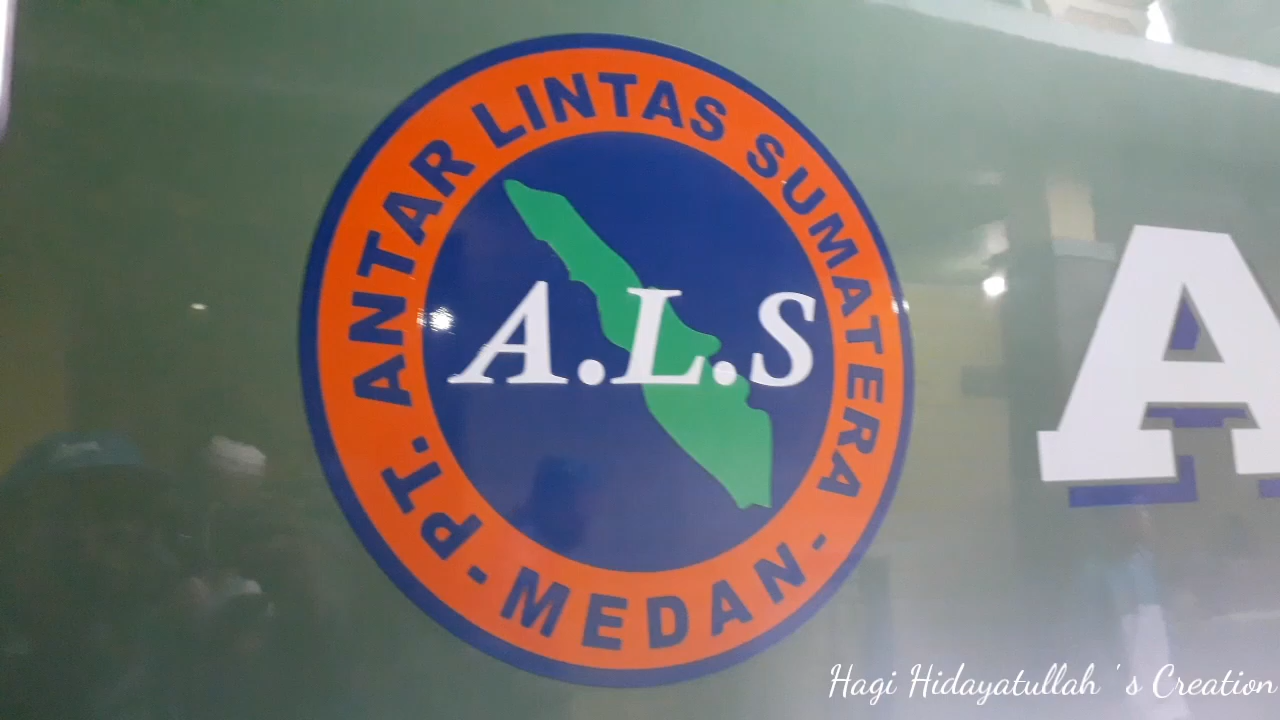 PT. ANTAR LINTAS SUMATERA
A.L.S
- MEDAN -
A
Hagi Hidayatullah ' s Creation